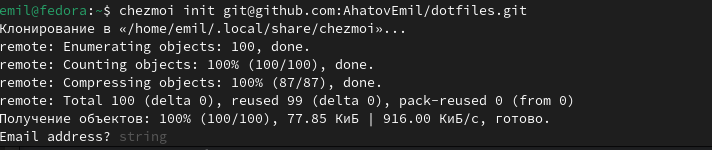 emil@fedora:~$ chezmoi init git@github.com:AhatovEmil/dotfiles.git
Клонирование в «/home/emil/.local/share/chezmoi»...
remote: Enumerating objects: 100, done.
remote: Counting objects: 100% (100/100), done.
remote: Compressing objects: 100% (87/87), done.
remote: Total 100 (delta 0), reused 99 (delta 0), pack-reused 0 (from 0)
Получение объектов: 100% (100/100), 77.85 КиБ | 916.00 КиБ/с, готово.
Email address? string